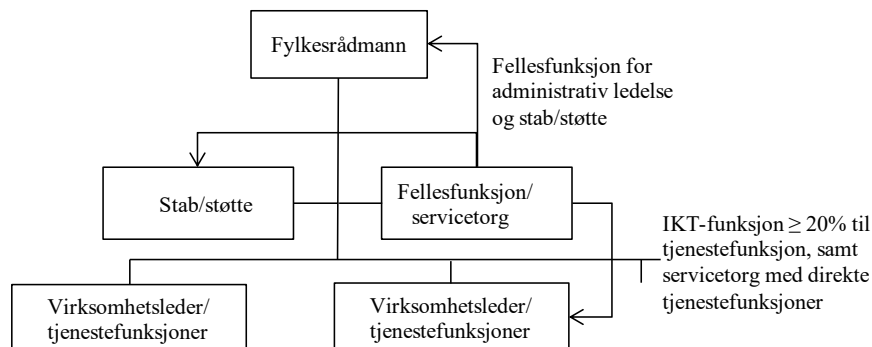 Fylkesrådmann
Fellesfunksjon for
administrativ ledelse
og stab/støtte
Stab/støtte
Fellesfunksjon/
servicetorg
IKT-funksjon ≥ 20% til
tjenestefunksjon, samt
servicetorg med direkte
tjenestefunksjoner
Virksomhetsleder/
tjenestefunksjoner
Virksomhetsleder/
tjenestefunksjoner